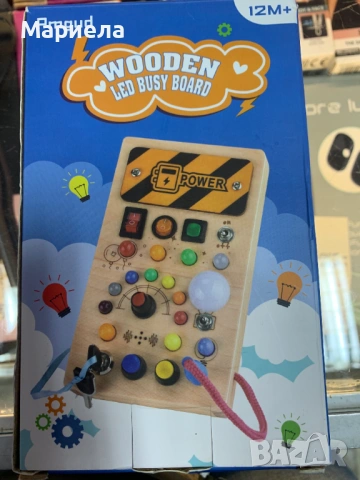 12M+
Мариела
WOODEN
LED BUSY BOARD
POWER
BAZAR